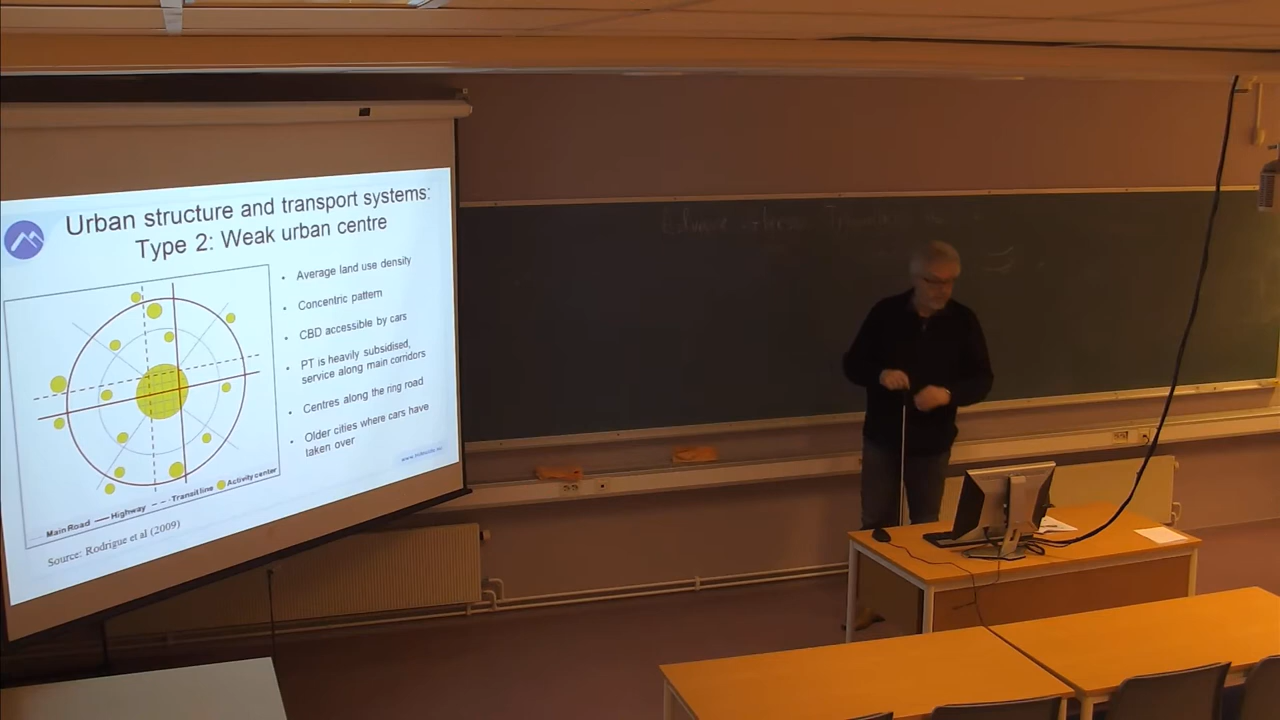 Urban structure and transport systems:
Type 2: Weak urban centre
• Average land use density
• Concentric pattern
• CBD accessible by cars
• PT is heavily subsidised,
service along main corridors
• Centres along the ring road
• Older cities where cars have
taken over
Main Road Highway Transit line Activity center
Source: Rodrigue et al (2009)